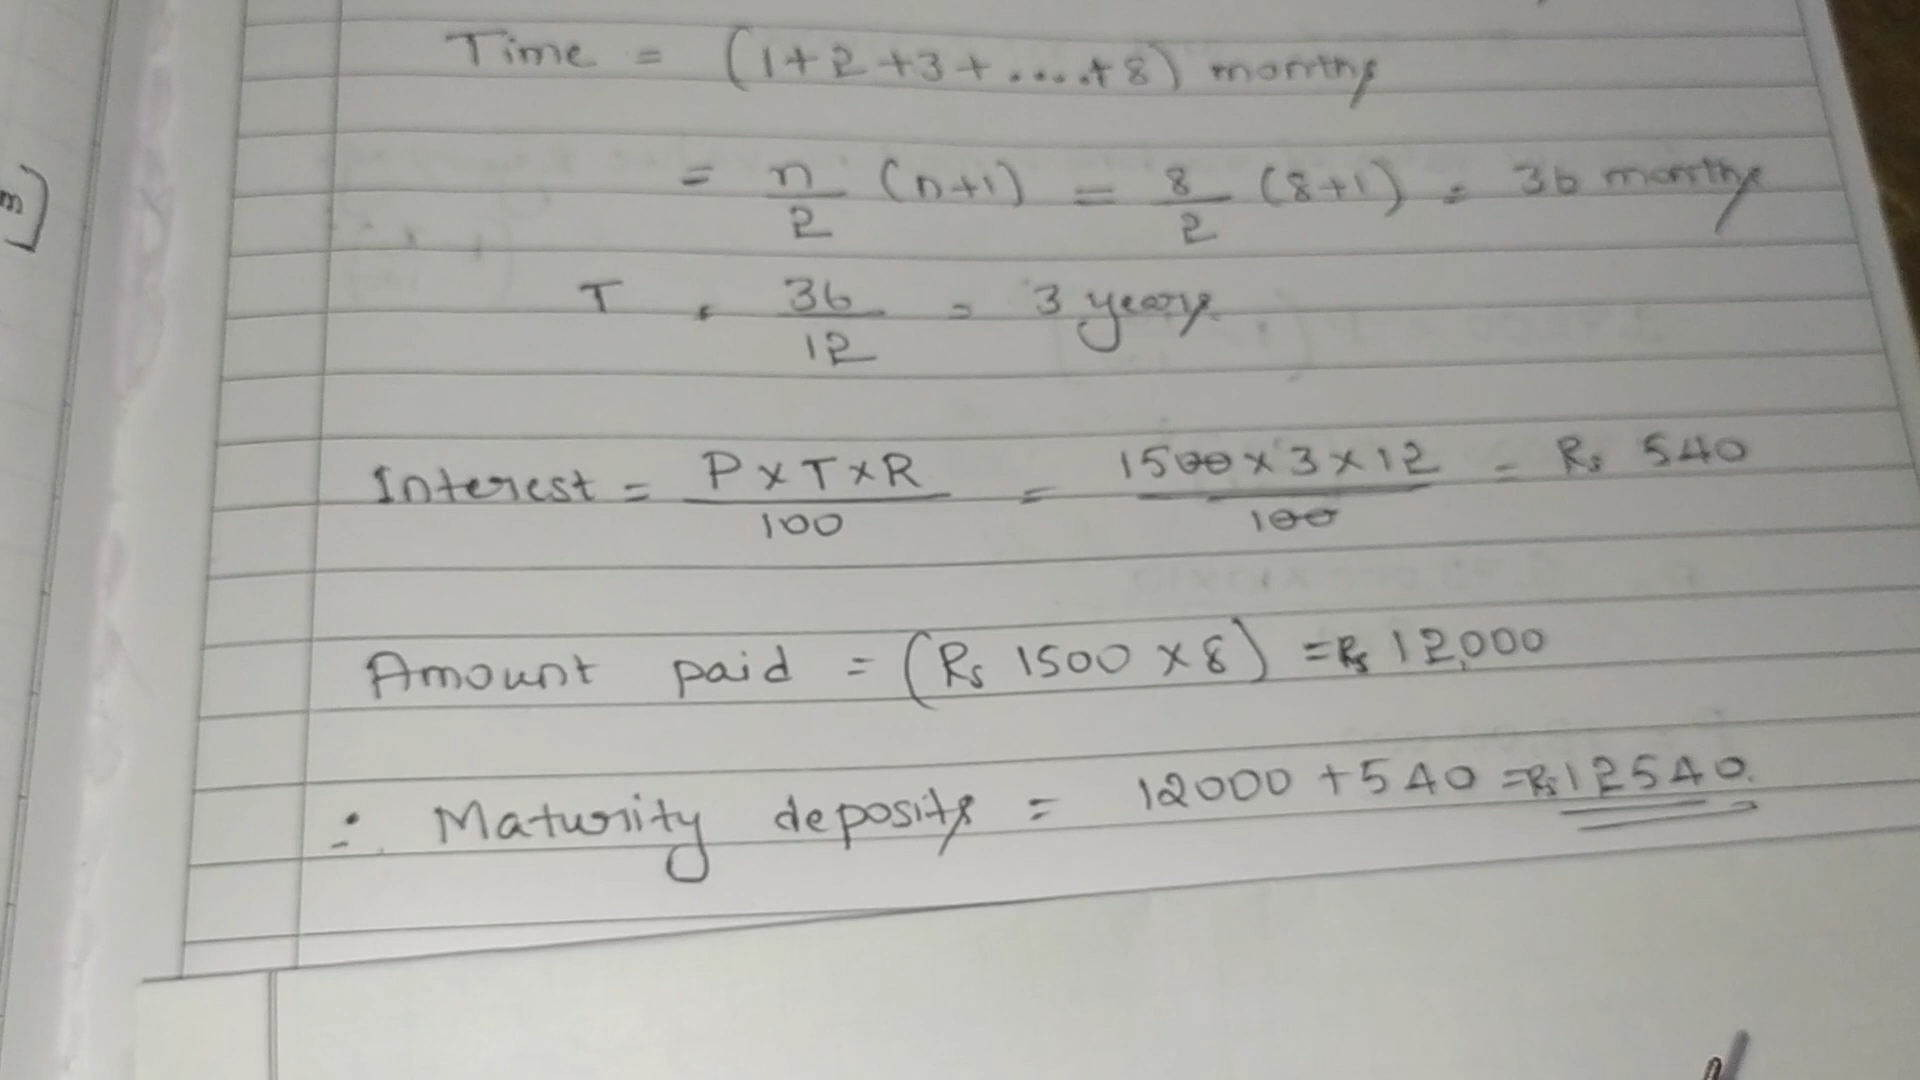 Time = (1+2+3+.....+8) months
= n/2 (n+1) = 8/2 (8+1) = 36 months
T = 36/12 = 3 years
Interest = P×T×R/100 = 1500×3×12/100 = Rs 540
Amount paid = (Rs 1500 ×8) =Rs 12,000
∴ Maturity deposits = 12000 +540 =Rs 12540.